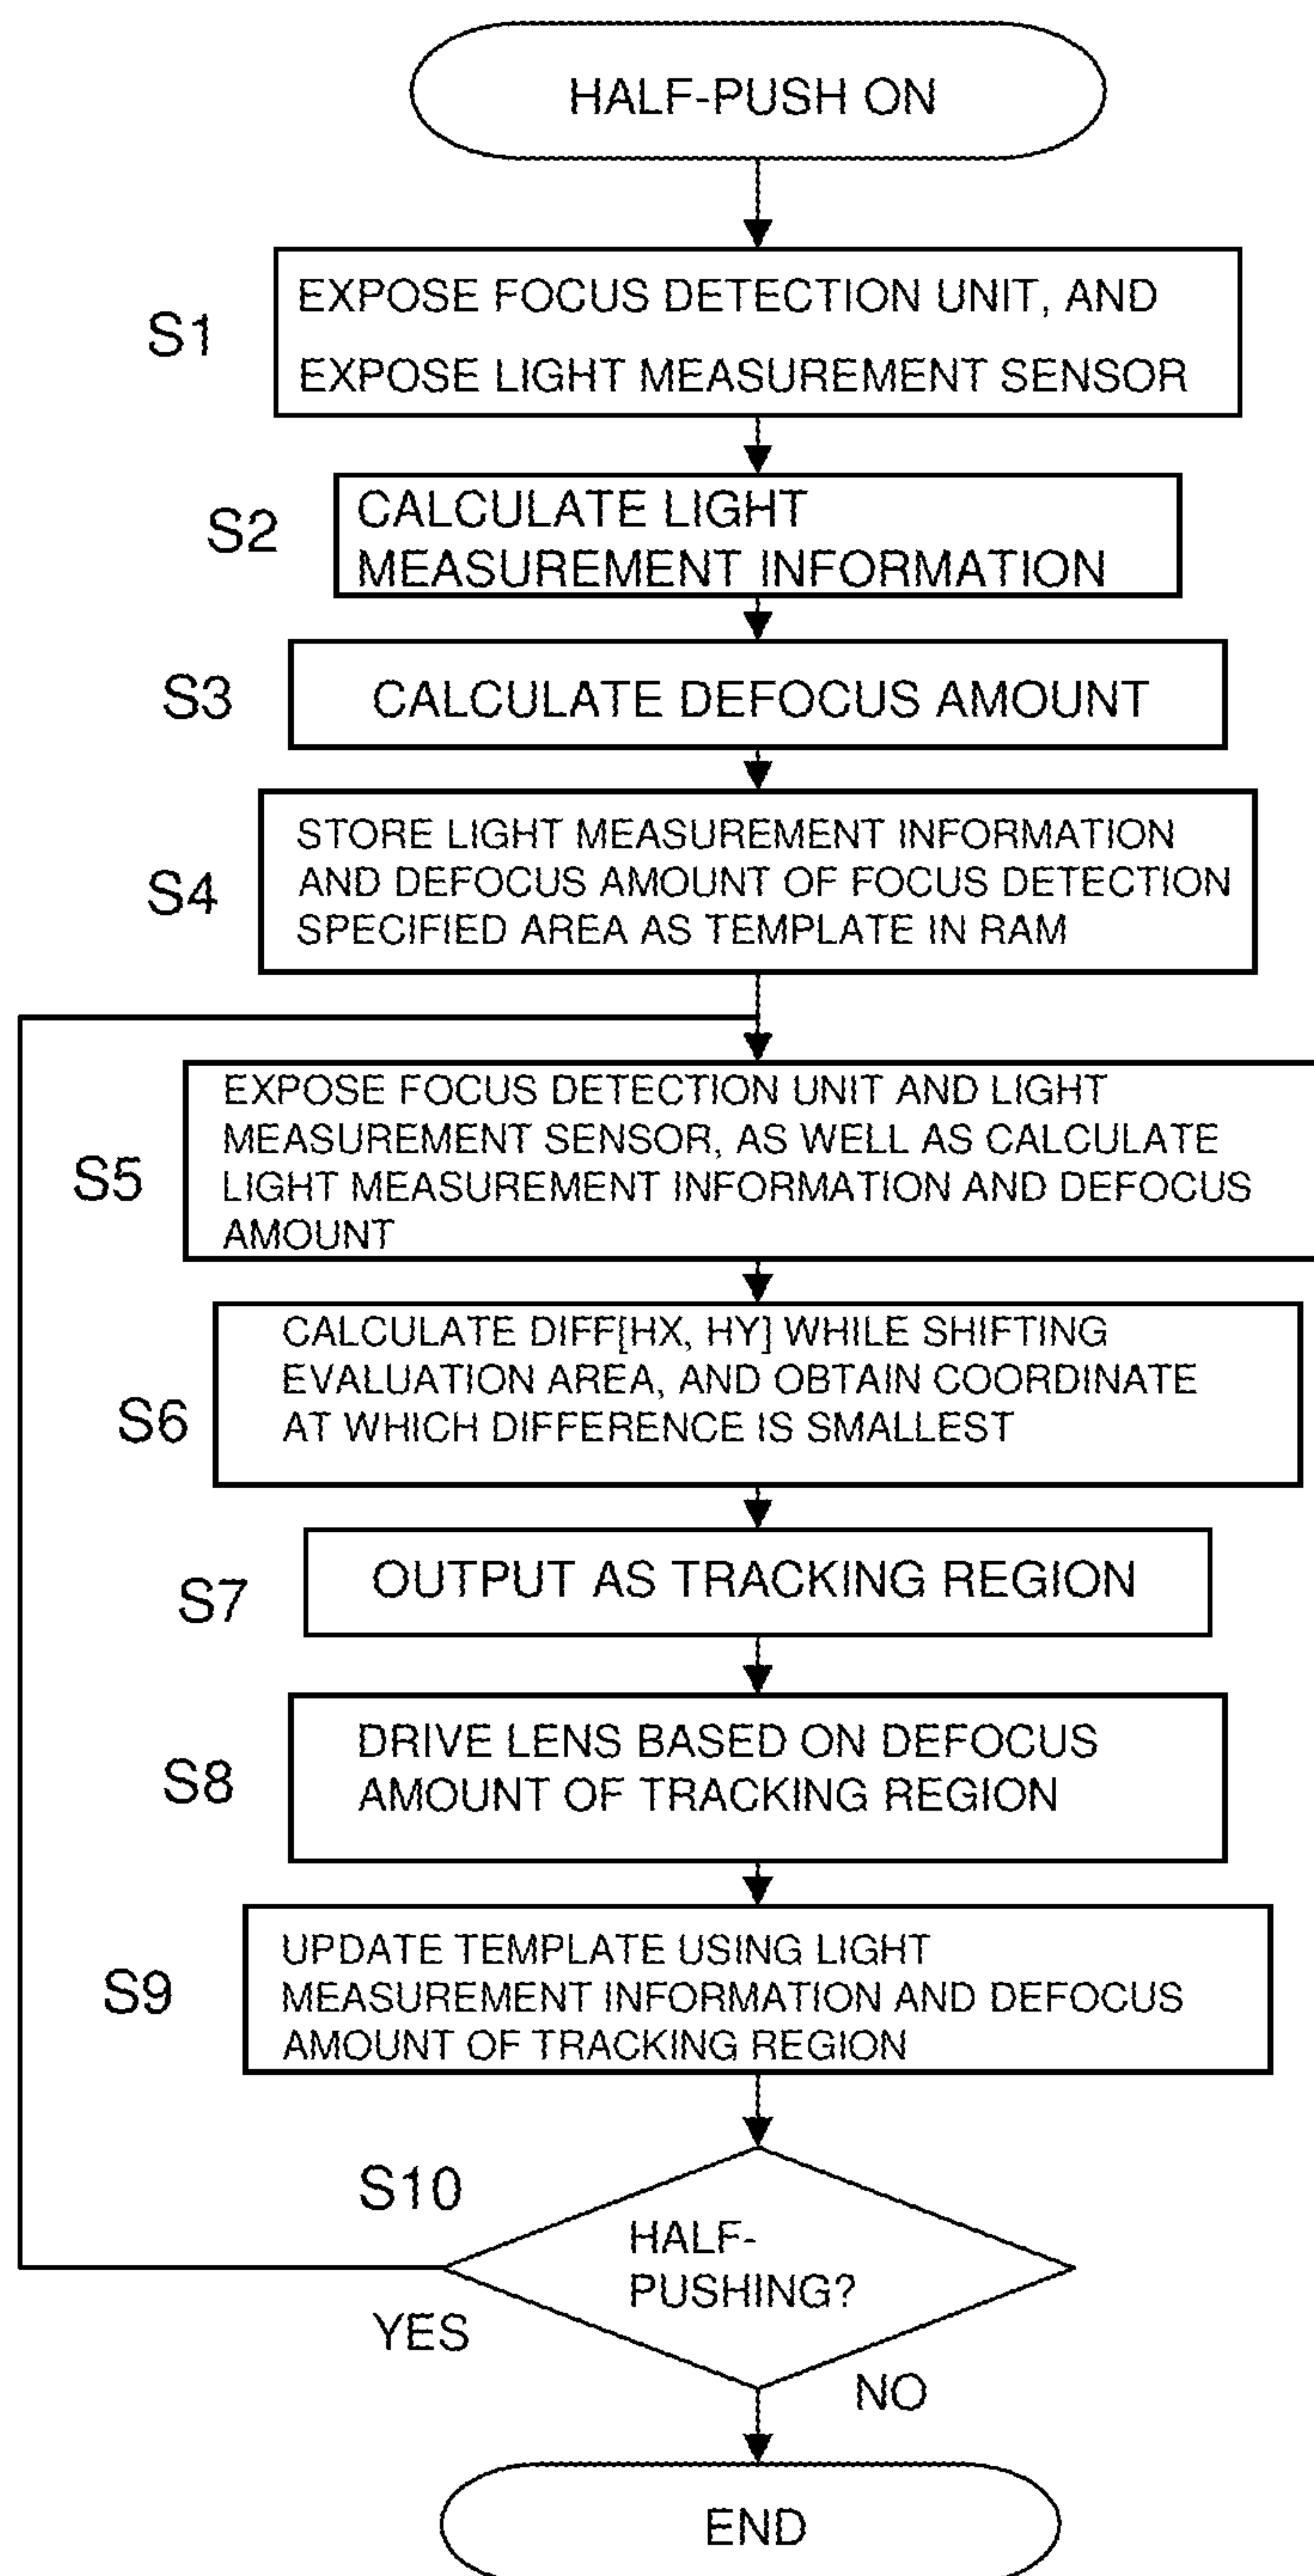 HALF-PUSH ON
S1
EXPOSE FOCUS DETECTION UNIT, AND
EXPOSE LIGHT MEASUREMENT SENSOR
S2
CALCULATE LIGHT
MEASUREMENT INFORMATION
S3
CALCULATE DEFOCUS AMOUNT
S4
STORE LIGHT MEASUREMENT INFORMATION
AND DEFOCUS AMOUNT OF FOCUS DETECTION
SPECIFIED AREA AS TEMPLATE IN RAM
S5
EXPOSE FOCUS DETECTION UNIT AND LIGHT
MEASUREMENT SENSOR, AS WELL AS CALCULATE
LIGHT MEASUREMENT INFORMATION AND DEFOCUS
AMOUNT
S6
CALCULATE DIFF[HX, HY] WHILE SHIFTING
EVALUATION AREA, AND OBTAIN COORDINATE
AT WHICH DIFFERENCE IS SMALLEST
S7
OUTPUT AS TRACKING REGION
S8
DRIVE LENS BASED ON DEFOCUS
AMOUNT OF TRACKING REGION
S9
UPDATE TEMPLATE USING LIGHT
MEASUREMENT INFORMATION AND DEFOCUS
AMOUNT OF TRACKING REGION
S10
HALF-
PUSHING?
YES
NO
END